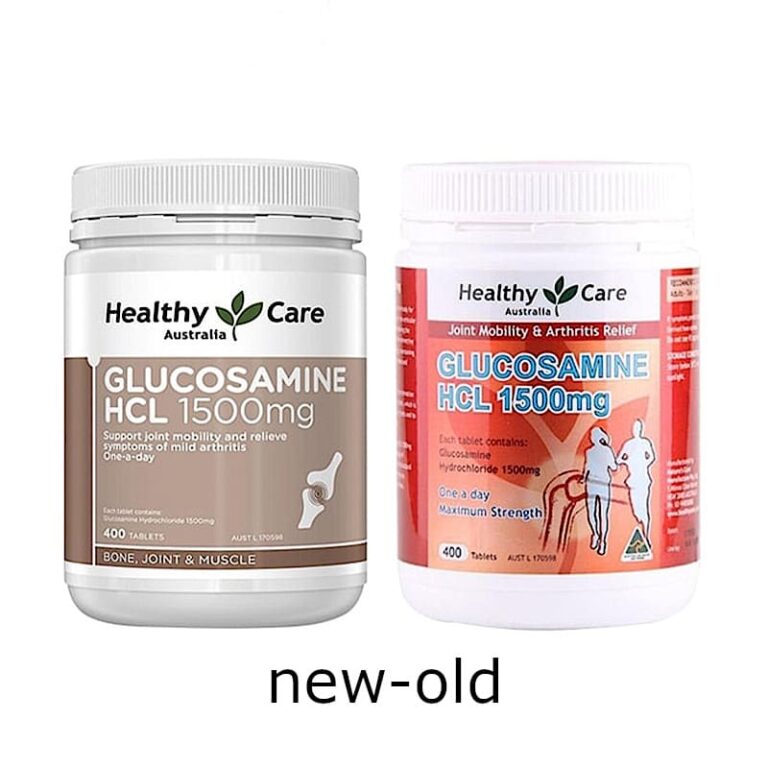 Healthy Care
Australia
GLUCOSAMINE
HCL 1500mg
Support joint mobility and relieve
symptoms of mild arthritis
One-a-day
Each tablet contains:
Glucosamine Hydrochloride 1500mg
400 TABLETS
AUST L 170598
BONE, JOINT & MUSCLE
Healthy Care
Australia
Joint Mobility & Arthritis Relief
GLUCOSAMINE
HCL 1500mg
Each tablet contains:
Glucosamine
Hydrochloride 1500mg
One a day
Maximum Strength
400 Tablets
AUST L 170598
new-old